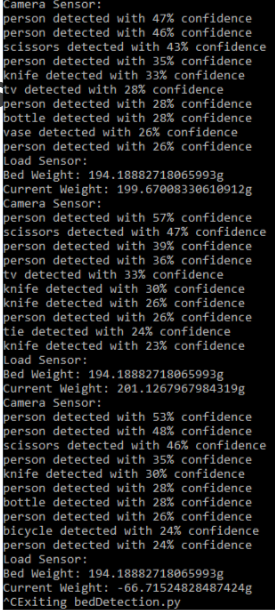 Camera Sensor:
person detected with 47% confidence
person detected with 46% confidence
scissors detected with 43% confidence
person detected with 35% confidence
knife detected with 33% confidence
tv detected with 28% confidence
person detected with 28% confidence
bottle detected with 28% confidence
vase detected with 26% confidence
person detected with 26% confidence
Load Sensor:
Bed Weight: 194.18882718065993g
Current Weight: 199.67008330610912g
Camera Sensor:
person detected with 57% confidence
scissors detected with 47% confidence
person detected with 39% confidence
person detected with 36% confidence
tv detected with 33% confidence
knife detected with 30% confidence
knife detected with 26% confidence
person detected with 26% confidence
tie detected with 24% confidence
knife detected with 23% confidence
Load Sensor:
Bed Weight: 194.18882718065993g
Current Weight: 201.1267967984319g
Camera Sensor:
person detected with 53% confidence
person detected with 48% confidence
scissors detected with 46% confidence
person detected with 35% confidence
knife detected with 30% confidence
person detected with 28% confidence
bottle detected with 28% confidence
person detected with 26% confidence
bicycle detected with 24% confidence
person detected with 24% confidence
Load Sensor:
Bed Weight: 194.18882718065993g
Current Weight: -66.71524828487424g
^CExiting bedDetection.py